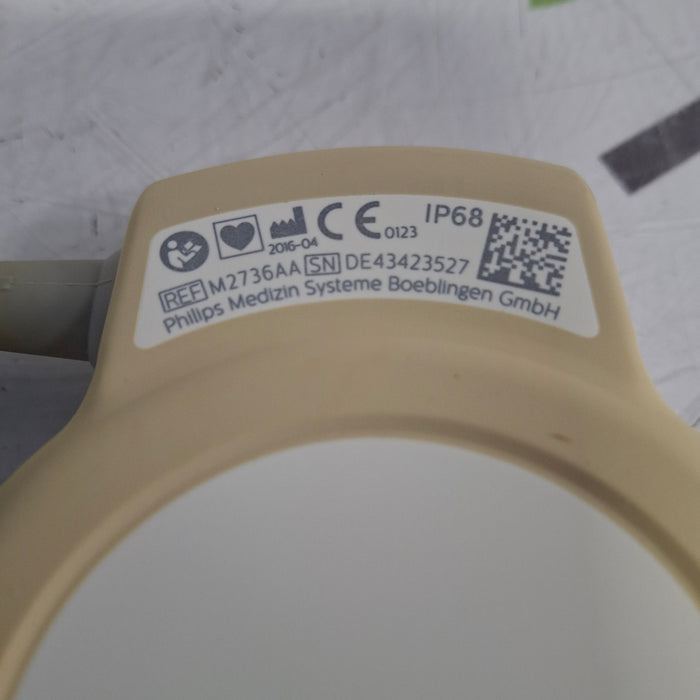 2016-04 CE 0123 IP68
REF M2736AA SN DE43423527
Philips Medizin Systeme Boeblingen GmbH